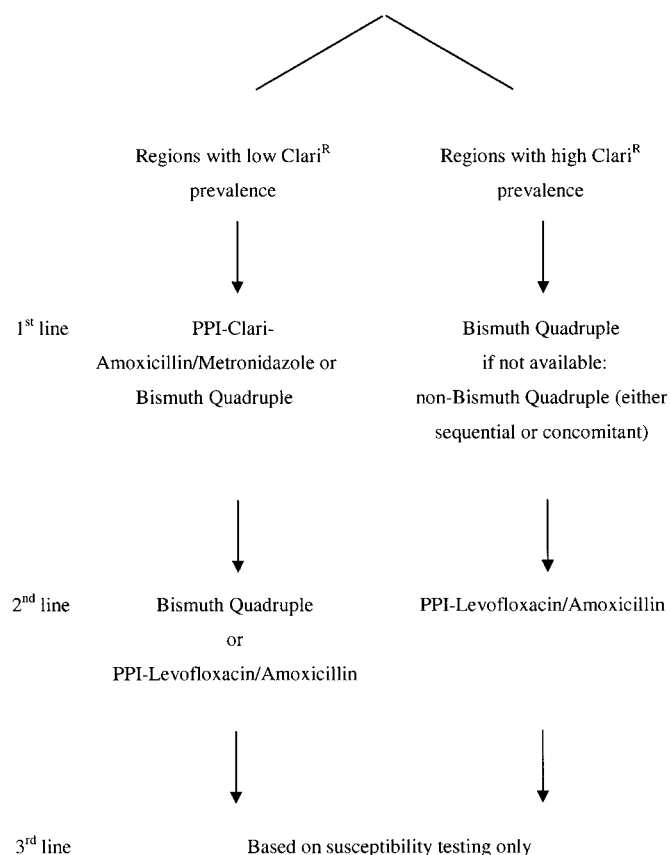 Regions with low Clari^R
prevalence
Regions with high Clari^R
prevalence
1st line
PPI-Clari-
Amoxicillin/Metronidazole or
Bismuth Quadruple
Bismuth Quadruple
if not available:
non-Bismuth Quadruple (either
sequential or concomitant)
2nd line
Bismuth Quadruple
or
PPI-Levofloxacin/Amoxicillin
PPI-Levofloxacin/Amoxicillin
3rd line
Based on susceptibility testing only